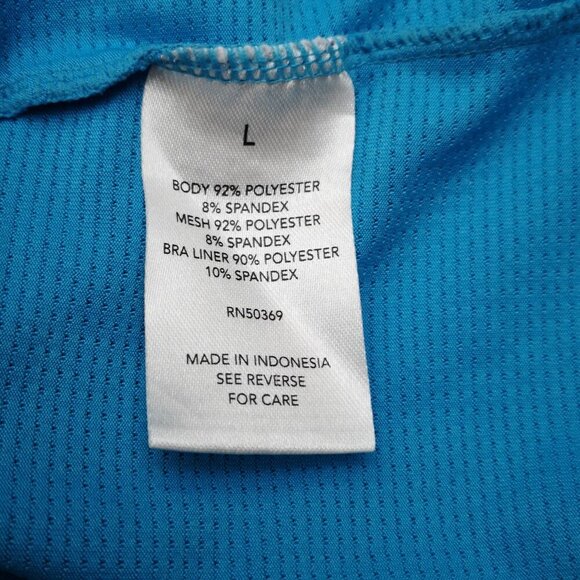 L
BODY 92% POLYESTER
8% SPANDEX
MESH 92% POLYESTER
8% SPANDEX
BRA LINER 90% POLYESTER
10% SPANDEX
RN50369
MADE IN INDONESIA
SEE REVERSE
FOR CARE